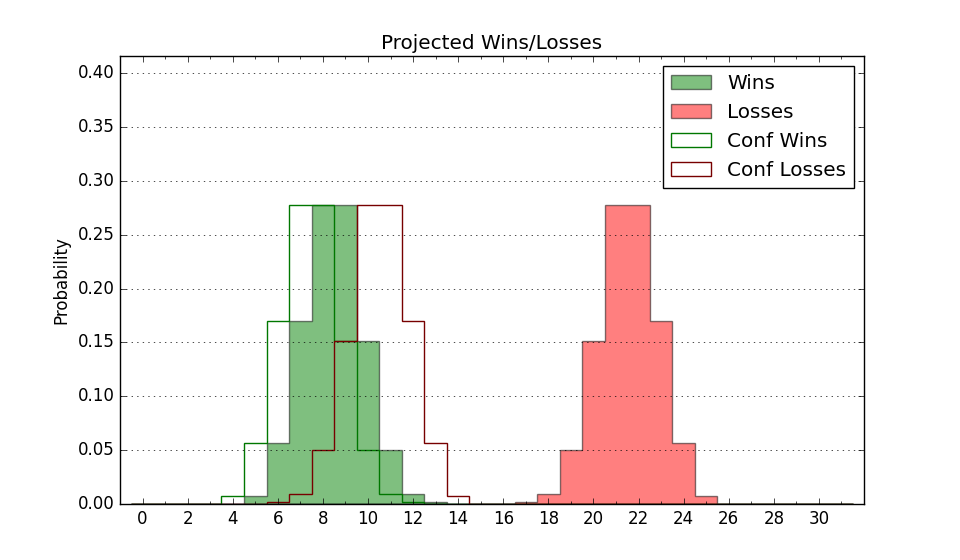 Projected Wins/Losses
Wins
Losses
Conf Wins
Conf Losses
Probability
0.40
0.35
0.30
0.25
0.20
0.15
0.10
0.05
0.00
0 2 4 6 8 10 12 14 16 18 20 22 24 26 28 30